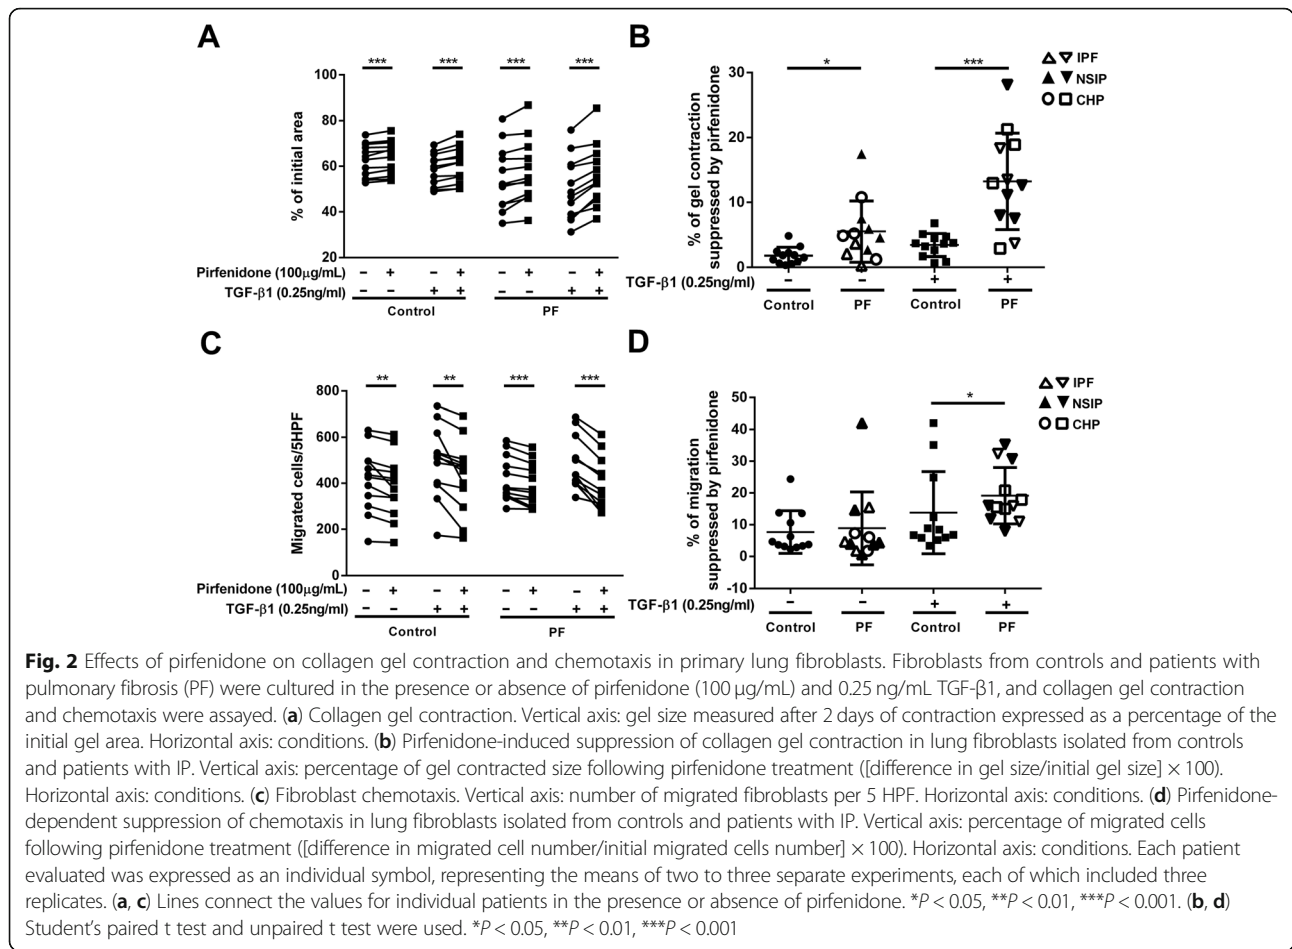 A
*** *** *** ***
100
80
60
40
20
% of initial area
Pirfenidone (100μg/mL) − + − + − + − +
TGF-β1 (0.25ng/ml) − − + + − − + +
Control PF
B
* ***
30
20
10
0
% of gel contraction
suppressed by pirfenidone
IPF
NSIP
CHP
TGF-β1 (0.25ng/ml) − − + +
Control PF Control PF
C
** ** *** ***
800
600
400
200
0
Migrated cells/5HPF
Pirfenidone (100μg/mL) − + − + − + − +
TGF-β1 (0.25ng/ml) − − + + − − + +
Control PF
D
*
50
40
30
20
10
0
-10
% of migration
suppressed by pirfenidone
IPF
NSIP
CHP
TGF-β1 (0.25ng/ml) − − + +
Control PF Control PF
Fig. 2 Effects of pirfenidone on collagen gel contraction and chemotaxis in primary lung fibroblasts. Fibroblasts from controls and patients with
pulmonary fibrosis (PF) were cultured in the presence or absence of pirfenidone (100 μg/mL) and 0.25 ng/mL TGF-β1, and collagen gel contraction
and chemotaxis were assayed. (a) Collagen gel contraction. Vertical axis: gel size measured after 2 days of contraction expressed as a percentage of the
initial gel area. Horizontal axis: conditions. (b) Pirfenidone-induced suppression of collagen gel contraction in lung fibroblasts isolated from controls
and patients with IP. Vertical axis: percentage of gel contracted size following pirfenidone treatment ([difference in gel size/initial gel size] × 100).
Horizontal axis: conditions. (c) Fibroblast chemotaxis. Vertical axis: number of migrated fibroblasts per 5 HPF. Horizontal axis: conditions. (d) Pirfenidone-
dependent suppression of chemotaxis in lung fibroblasts isolated from controls and patients with IP. Vertical axis: percentage of migrated cells
following pirfenidone treatment ([difference in migrated cell number/initial migrated cells number] × 100). Horizontal axis: conditions. Each patient
evaluated was expressed as an individual symbol, representing the means of two to three separate experiments, each of which included three
replicates. (a, c) Lines connect the values for individual patients in the presence or absence of pirfenidone. *P < 0.05, **P < 0.01, ***P < 0.001. (b, d)
Student's paired t test and unpaired t test were used. *P < 0.05, **P < 0.01, ***P < 0.001